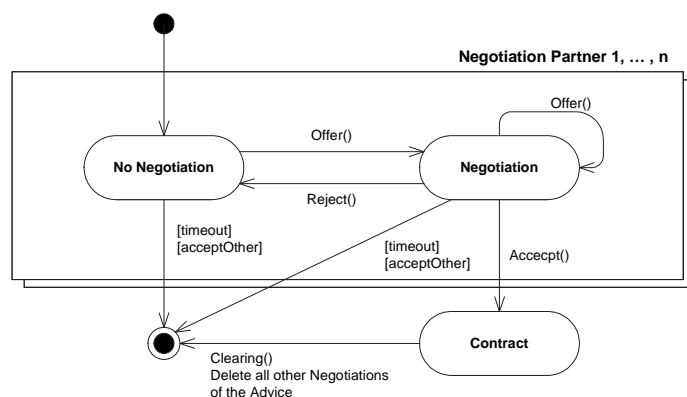 Negotiation Partner 1, ... , n
Offer()
Offer()
No Negotiation
Negotiation
Reject()
[timeout]
[acceptOther]
[timeout]
[acceptOther]
Accecpt()
Contract
Clearing()
Delete all other Negotiations
of the Advice